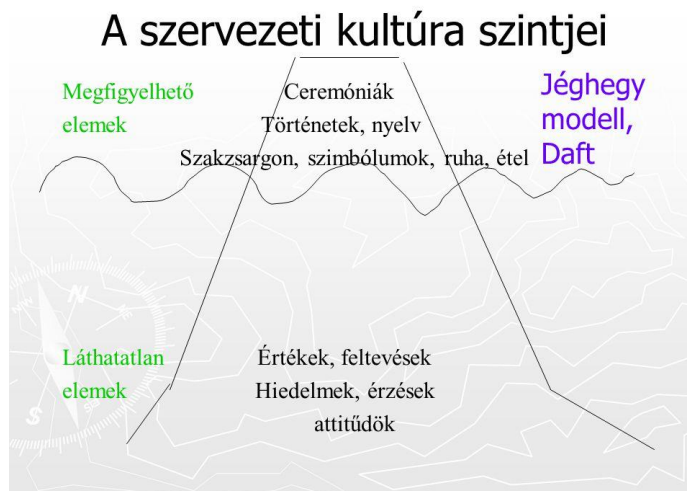 A szervezeti kultúra szintjei
Megfigyelhető
elemek
Ceremóniák
Történetek, nyelv
Szakzsargon, szimbólumok, ruha, étel
Jéghegy
modell,
Daft
Láthatatlan
elemek
Értékek, feltevések
Hiedelmek, érzések
attitűdök
N
S